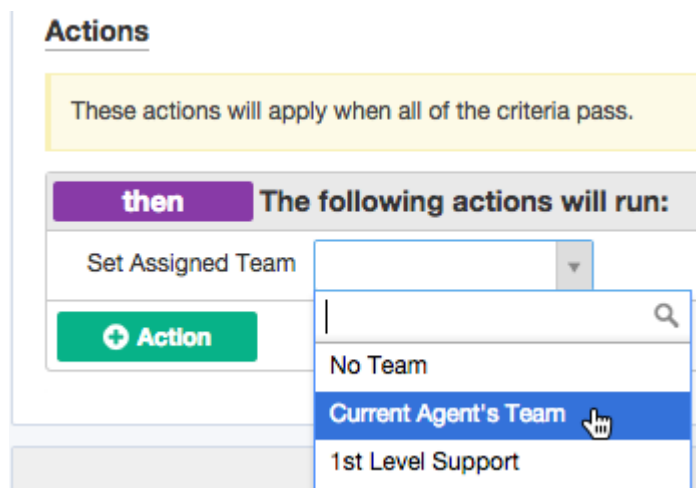 Actions
These actions will apply when all of the criteria pass.
then The following actions will run:
Set Assigned Team
Action
No Team
Current Agent's Team
1st Level Support